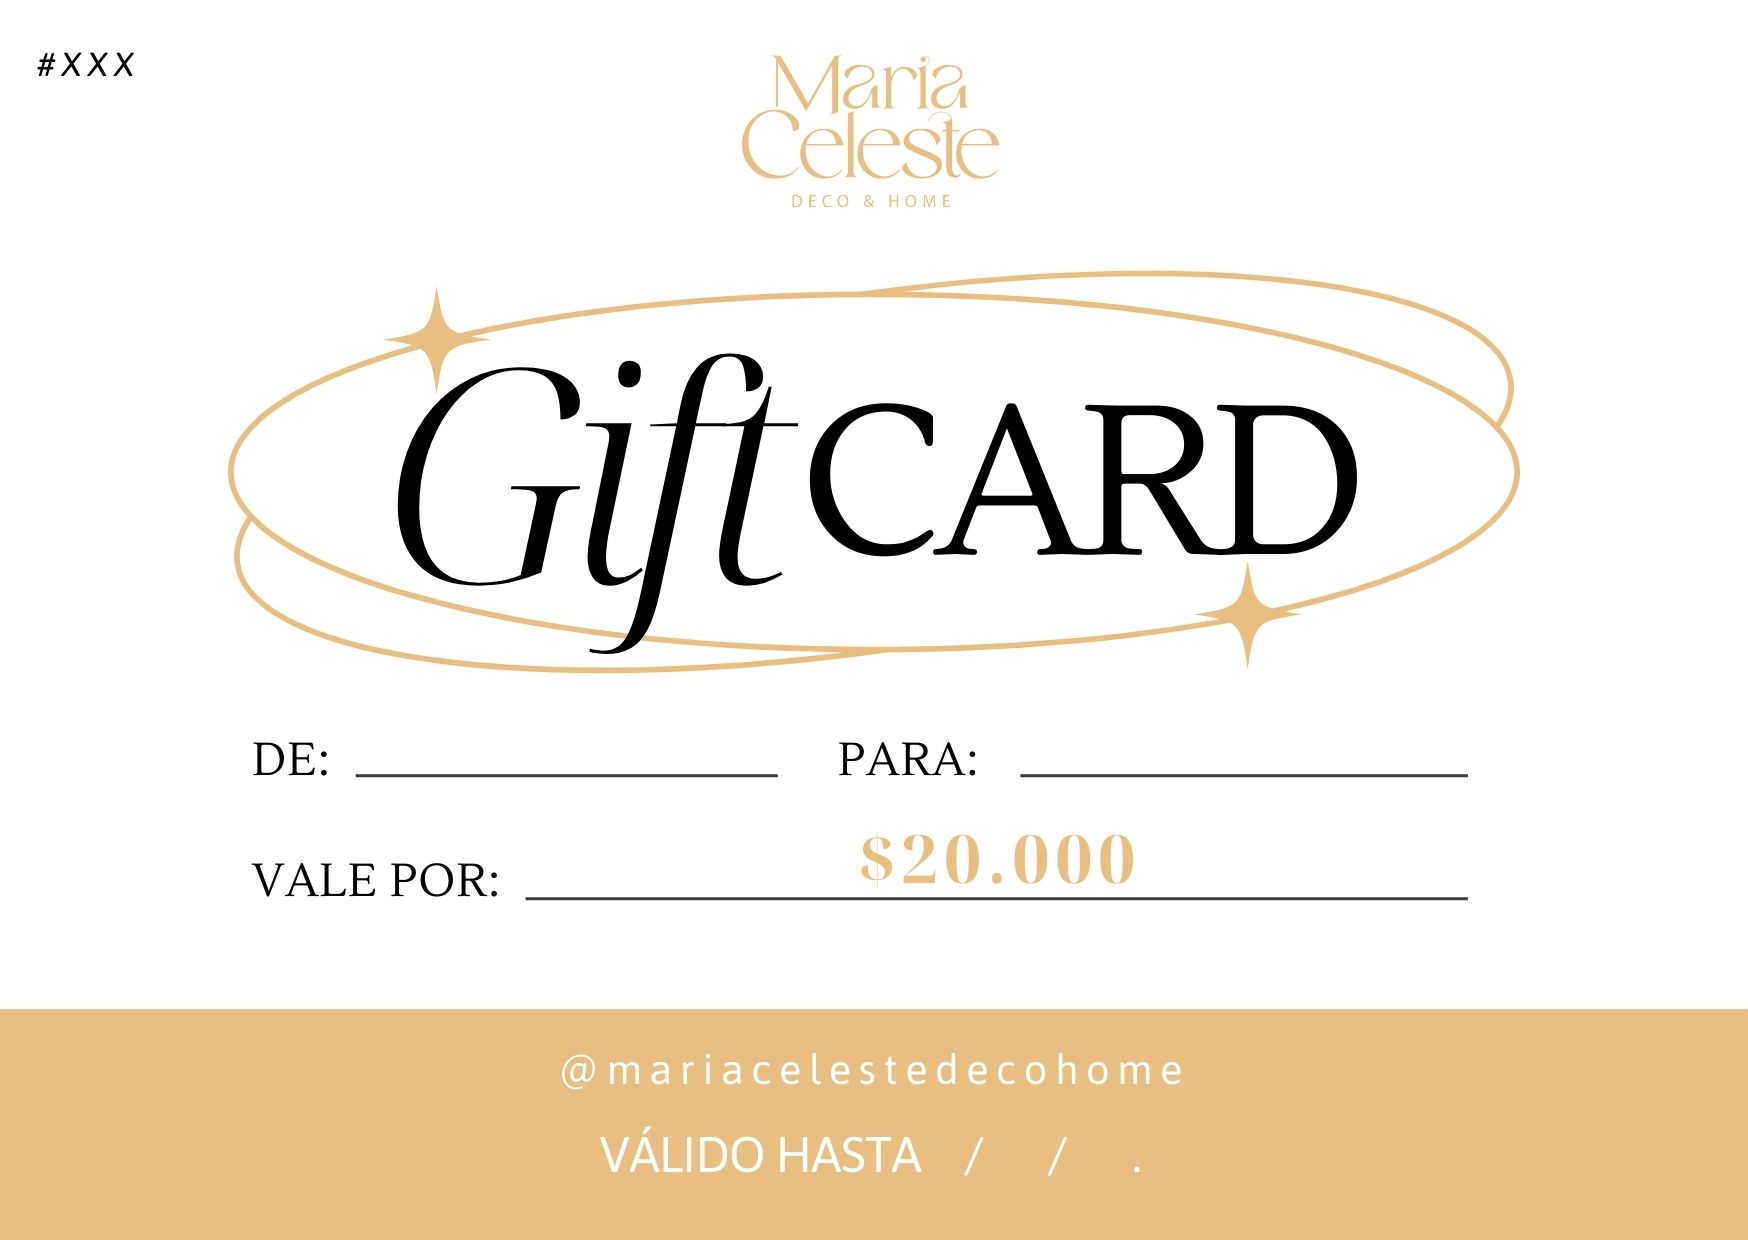 #XXX
Maria
Celeste
DECO & HOME
Gift CARD
DE: PARA:
VALE POR: $20.000
@mariacelestedecohome
VÁLIDO HASTA / / .